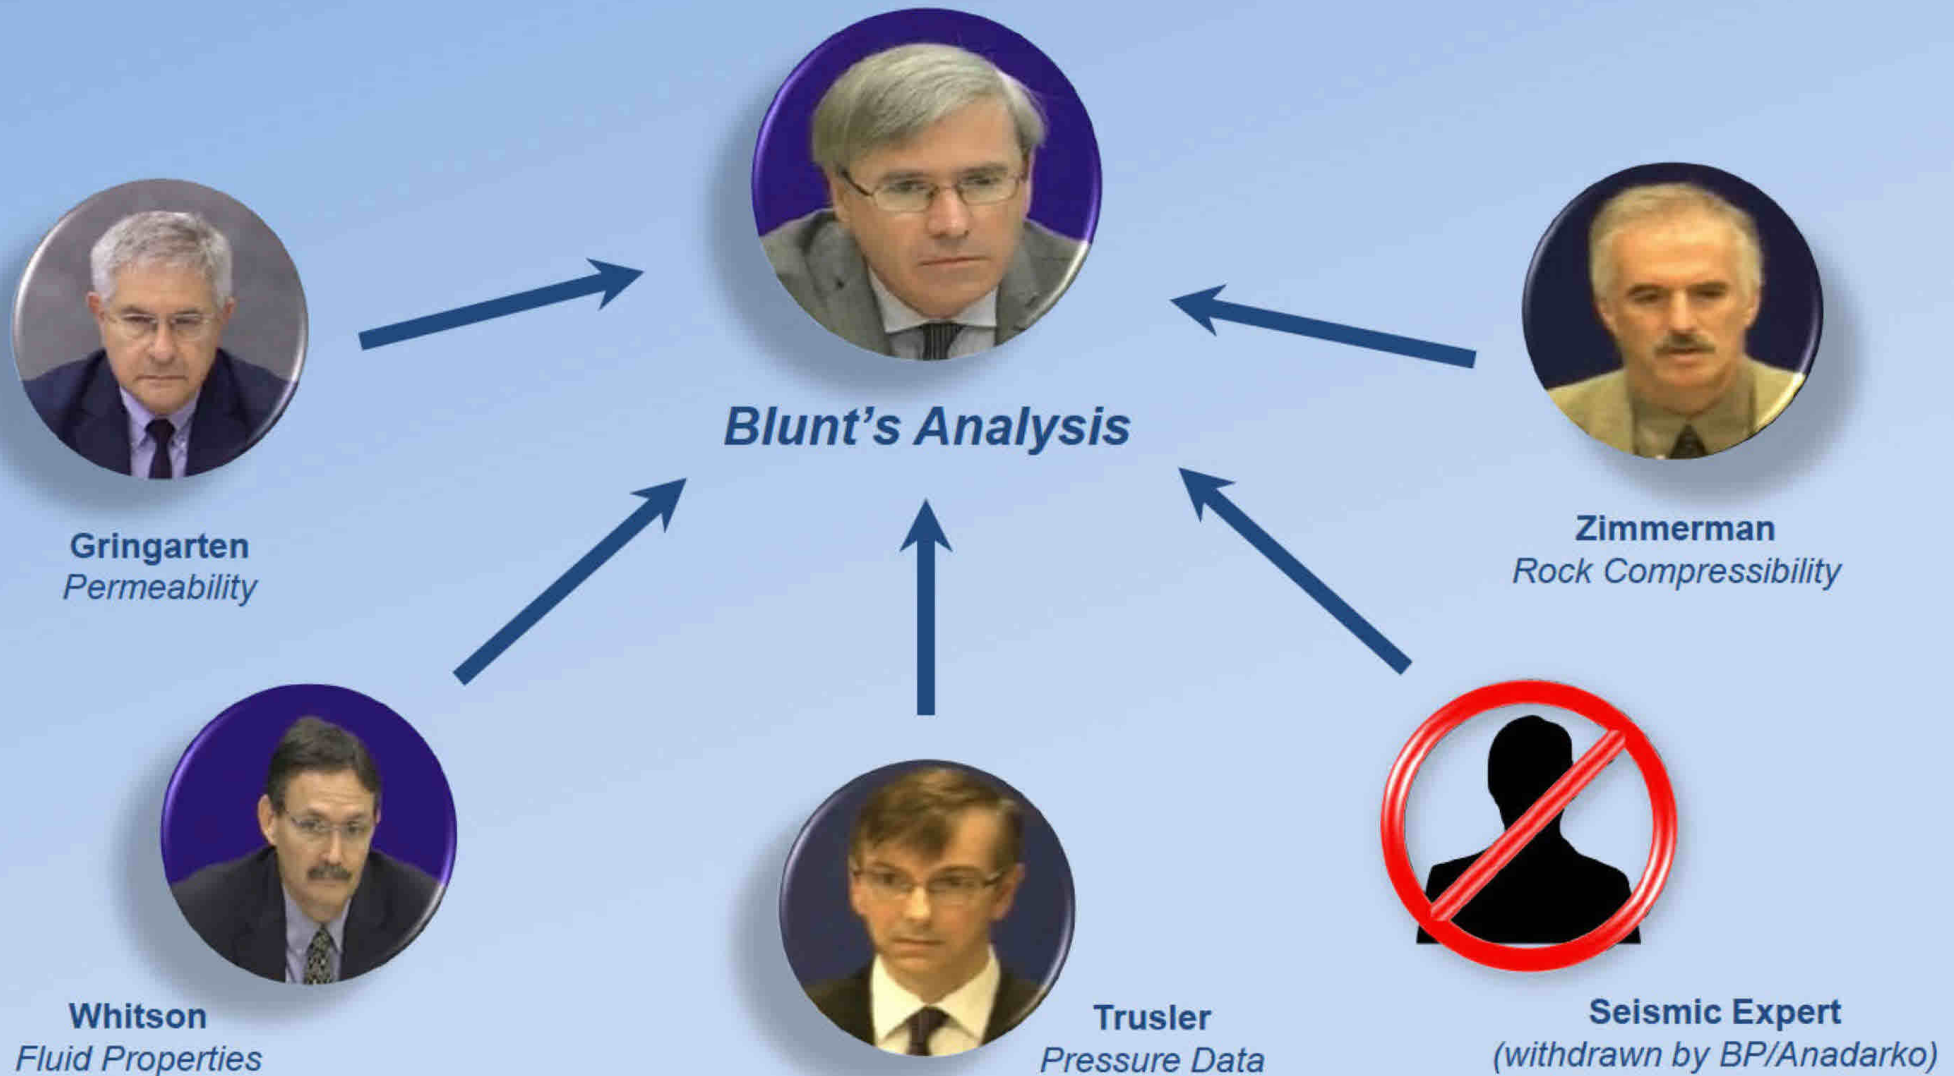 Blunt's Analysis
Gringarten
Permeability
Zimmerman
Rock Compressibility
Whitson
Fluid Properties
Trusler
Pressure Data
Seismic Expert
(withdrawn by BP/Anadarko)